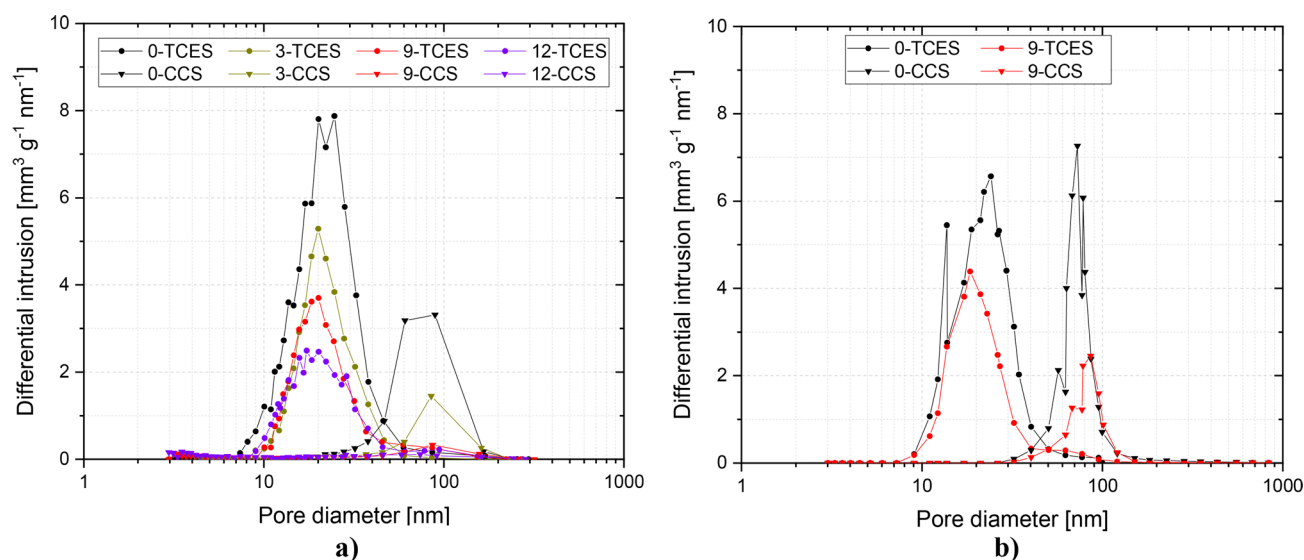 10
8
6
4
2
0
Differential intrusion [mm³ g⁻¹ nm⁻¹]
0-TCES 3-TCES 9-TCES 12-TCES
0-CCS 3-CCS 9-CCS 12-CCS
1 10 100 1000
Pore diameter [nm]
a)
10
8
6
4
2
0
Differential intrusion [mm³ g⁻¹ nm⁻¹]
0-TCES 9-TCES
0-CCS 9-CCS
1 10 100 1000
Pore diameter [nm]
b)